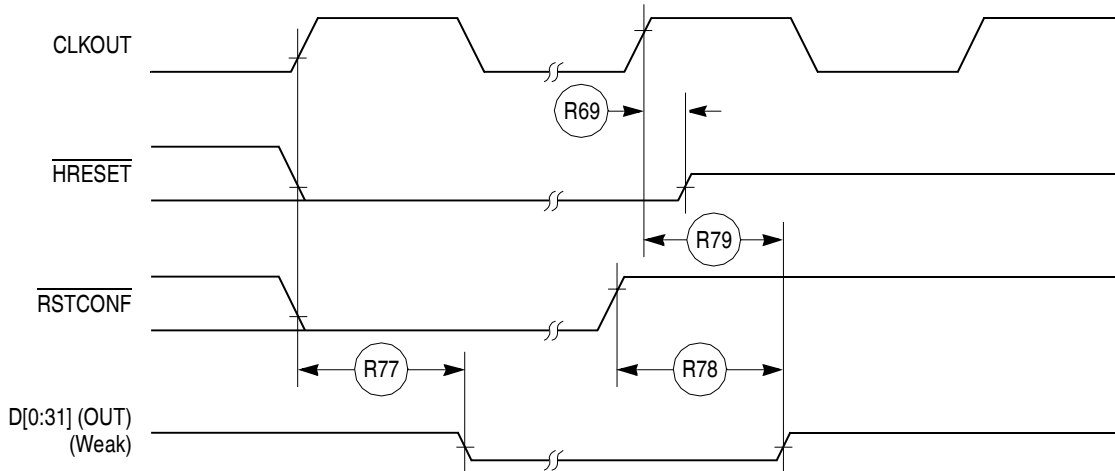 CLKOUT
R69
HRESET
R79
RSTCONF
R77
R78
D[0:31] (OUT)
(Weak)